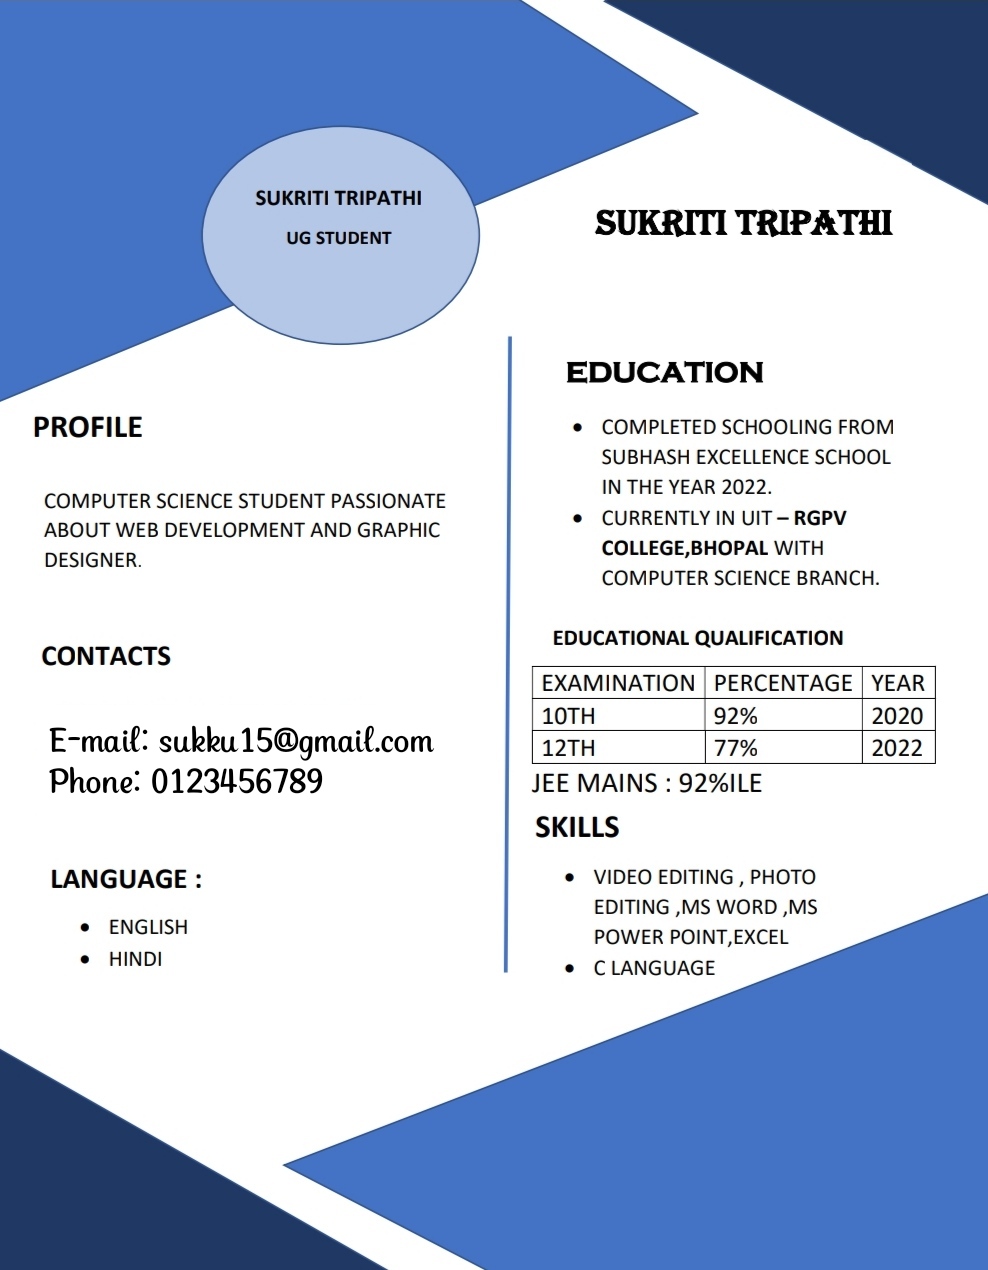 SUKRITI TRIPATHI
UG STUDENT
SUKRITI TRIPATHI
PROFILE
COMPUTER SCIENCE STUDENT PASSIONATE
ABOUT WEB DEVELOPMENT AND GRAPHIC
DESIGNER.
CONTACTS
E-mail: sukku15@gmail.com
Phone: 0123456789
LANGUAGE :
• ENGLISH
• HINDI
EDUCATION
• COMPLETED SCHOOLING FROM
SUBHASH EXCELLENCE SCHOOL
IN THE YEAR 2022.
• CURRENTLY IN UIT – RGPV
COLLEGE,BHOPAL WITH
COMPUTER SCIENCE BRANCH.
EDUCATIONAL QUALIFICATION
EXAMINATION PERCENTAGE YEAR
10TH 92% 2020
12TH 77% 2022
JEE MAINS : 92%ILE
SKILLS
• VIDEO EDITING , PHOTO
EDITING ,MS WORD ,MS
POWER POINT,EXCEL
• C LANGUAGE